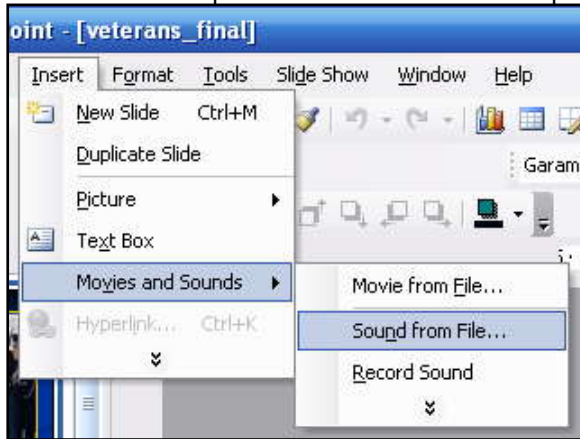 oint - [veterans_final]
Insert Format Tools Slide Show Window Help
New Slide Ctrl+M
Duplicate Slide
Garam
Picture
Text Box
Movies and Sounds
Movie from File...
Hyperlink... Ctrl+K
Sound from File...
Record Sound